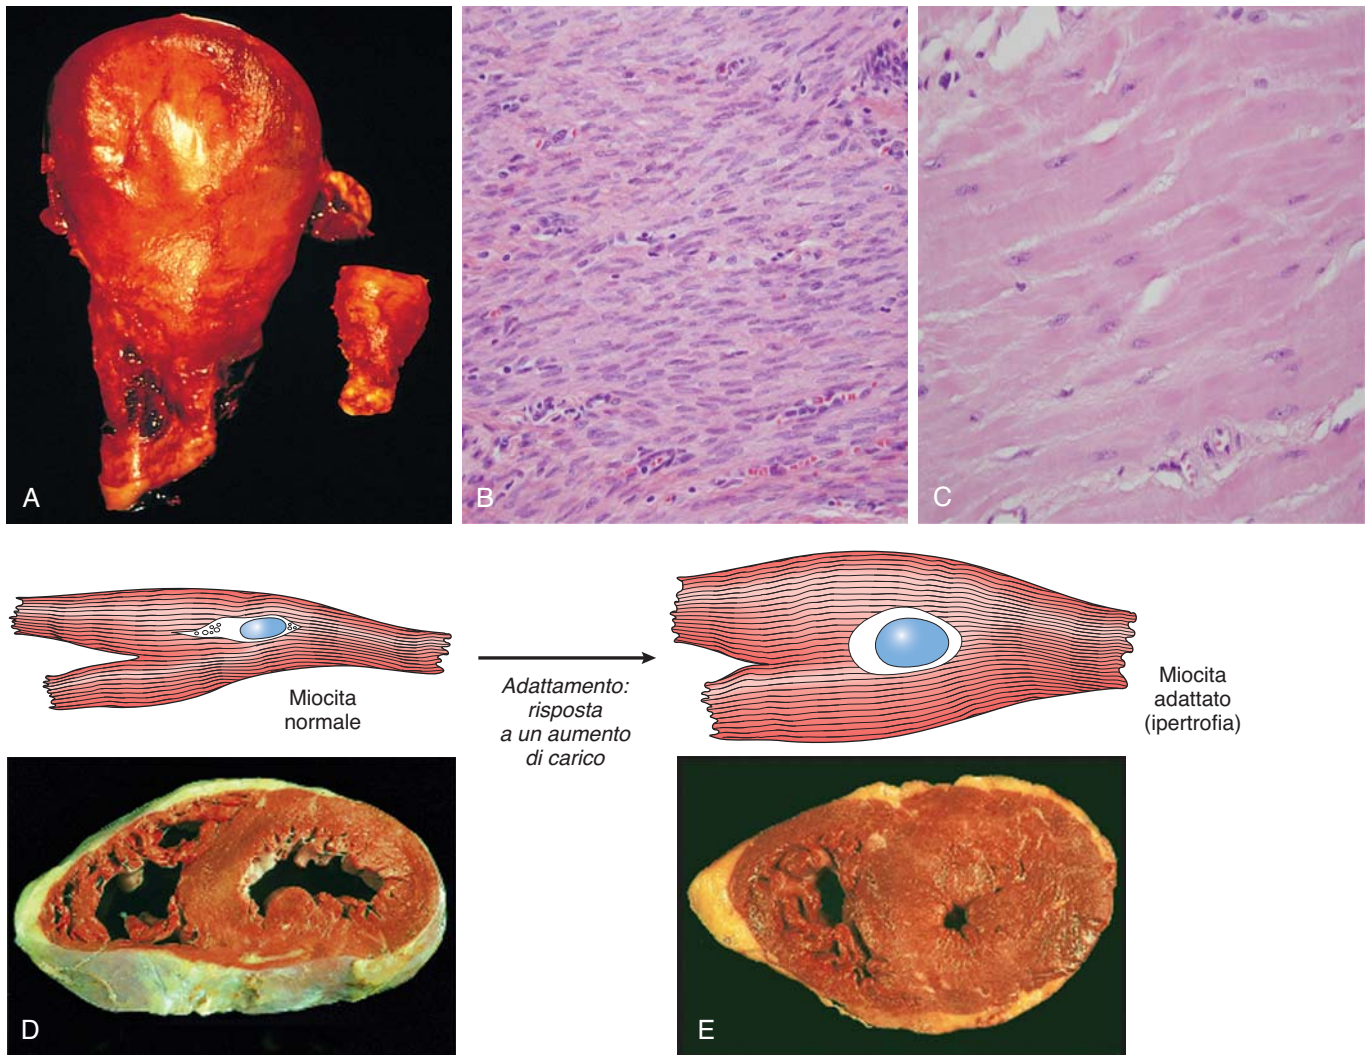 A
B
C
Miocita
normale
Adattamento:
risposta
a un aumento
di carico
Miocita
adattato
(ipertrofia)
D
E